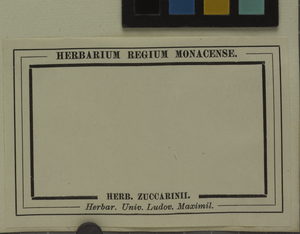 HERBARIUM REGIUM MONACENSE.
HERB. ZUCCARINII.
Herbar. Univ. Ludov. Maximil.